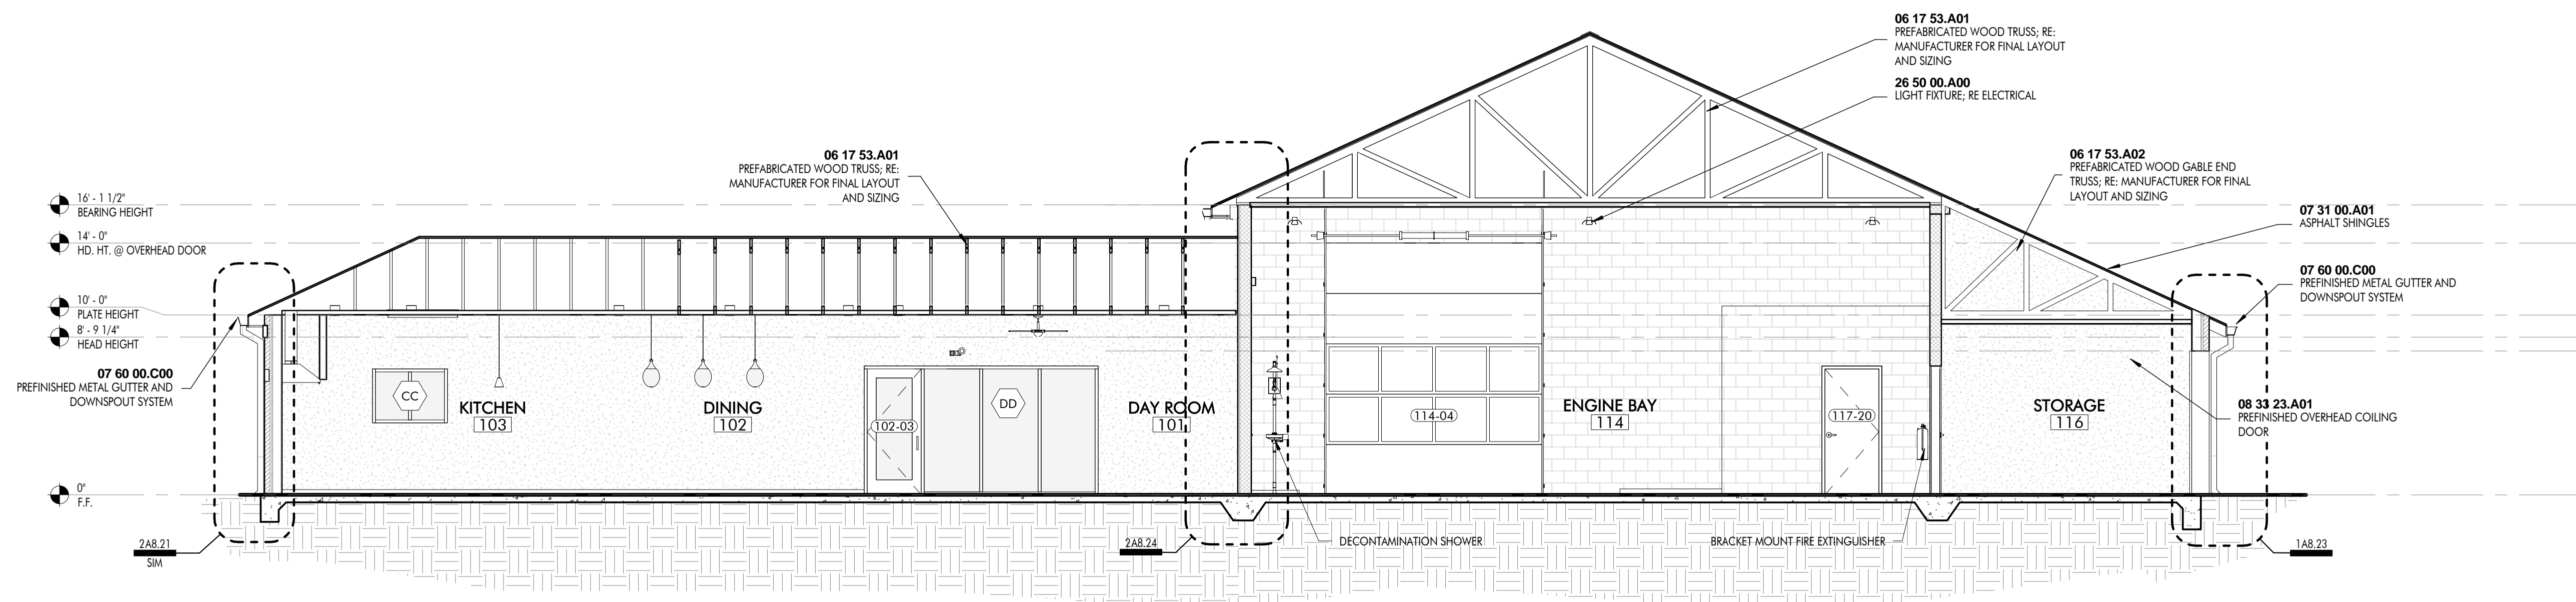 06 17 53.A01
PREFABRICATED WOOD TRUSS; RE:
MANUFACTURER FOR FINAL LAYOUT
AND SIZING
26 50 00.A00
LIGHT FIXTURE; RE ELECTRICAL
06 17 53.A01
PREFABRICATED WOOD TRUSS; RE:
MANUFACTURER FOR FINAL LAYOUT
AND SIZING
06 17 53.A02
PREFABRICATED WOOD GABLE END
TRUSS; RE: MANUFACTURER FOR FINAL
LAYOUT AND SIZING
16' - 1 1/2"
BEARING HEIGHT
07 31 00.A01
ASPHALT SHINGLES
14' - 0"
HD. HT. @ OVERHEAD DOOR
07 60 00.C00
PREFINISHED METAL GUTTER AND
DOWNSPOUT SYSTEM
10' - 0"
PLATE HEIGHT
8' - 9 1/4"
HEAD HEIGHT
07 60 00.C00
PREFINISHED METAL GUTTER AND
DOWNSPOUT SYSTEM
CC
KITCHEN
103
DINING
102
102-03
DD
DAY ROOM
101
114-04
ENGINE BAY
114
117-20
STORAGE
116
08 33 23.A01
PREFINISHED OVERHEAD COILING
DOOR
0"
F.F.
2A8.21
SIM
2A8.24
DECONTAMINATION SHOWER
BRACKET MOUNT FIRE EXTINGUISHER
1A8.23